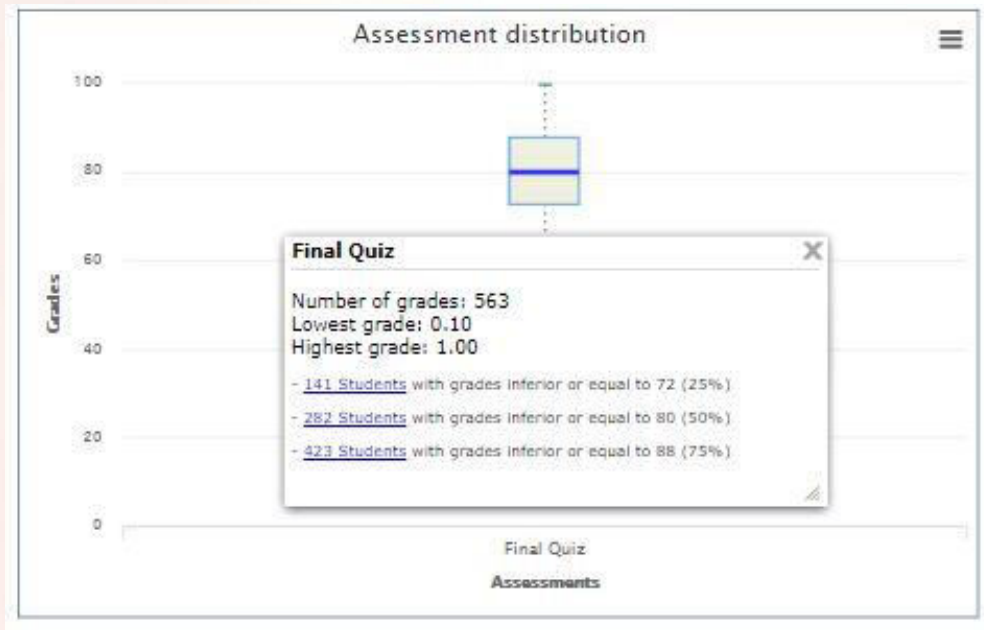 Assessment distribution
100
80
60
40
20
0
Grades
Final Quiz
Number of grades: 563
Lowest grade: 0.10
Highest grade: 1.00
- 141 Students with grades inferior or equal to 72 (25%)
- 282 Students with grades inferior or equal to 80 (50%)
- 423 Students with grades inferior or equal to 88 (75%)
Final Quiz
Assessments